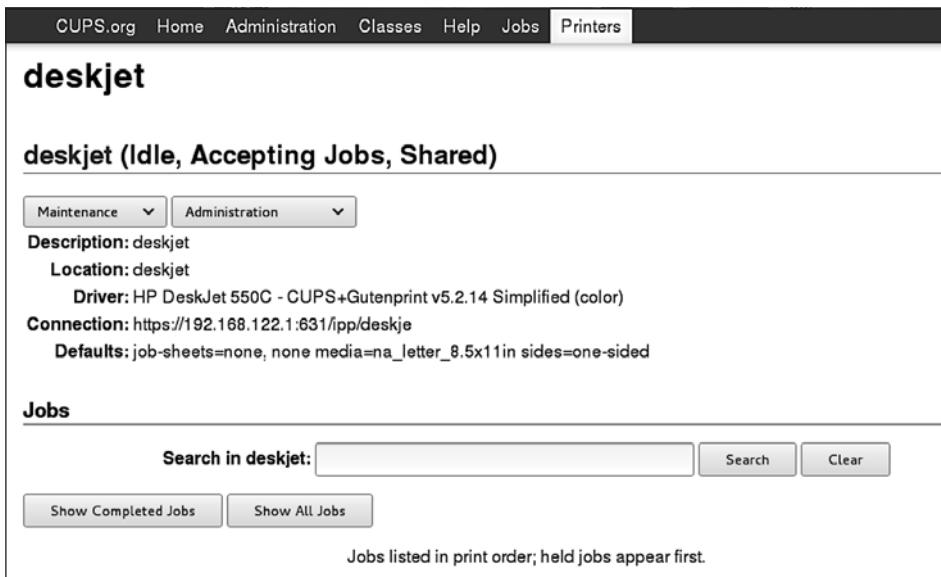 CUPS.org Home Administration Classes Help Jobs Printers
deskjet
deskjet (Idle, Accepting Jobs, Shared)
Maintenance Administration
Description: deskjet
Location: deskjet
Driver: HP DeskJet 550C - CUPS+Gutenprint v5.2.14 Simplified (color)
Connection: https://192.168.122.1:631/ipp/deskje
Defaults: job-sheets=none, none media=na_letter_8.5x11in sides=one-sided
Jobs
Search in deskjet: Search Clear
Show Completed Jobs Show All Jobs
Jobs listed in print order; held jobs appear first.